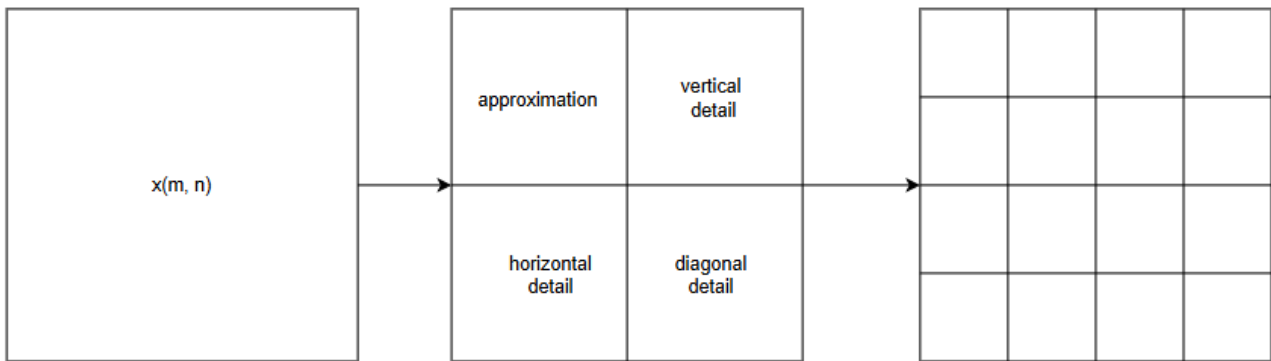 x(m, n)
approximation
vertical
detail
horizontal
detail
diagonal
detail